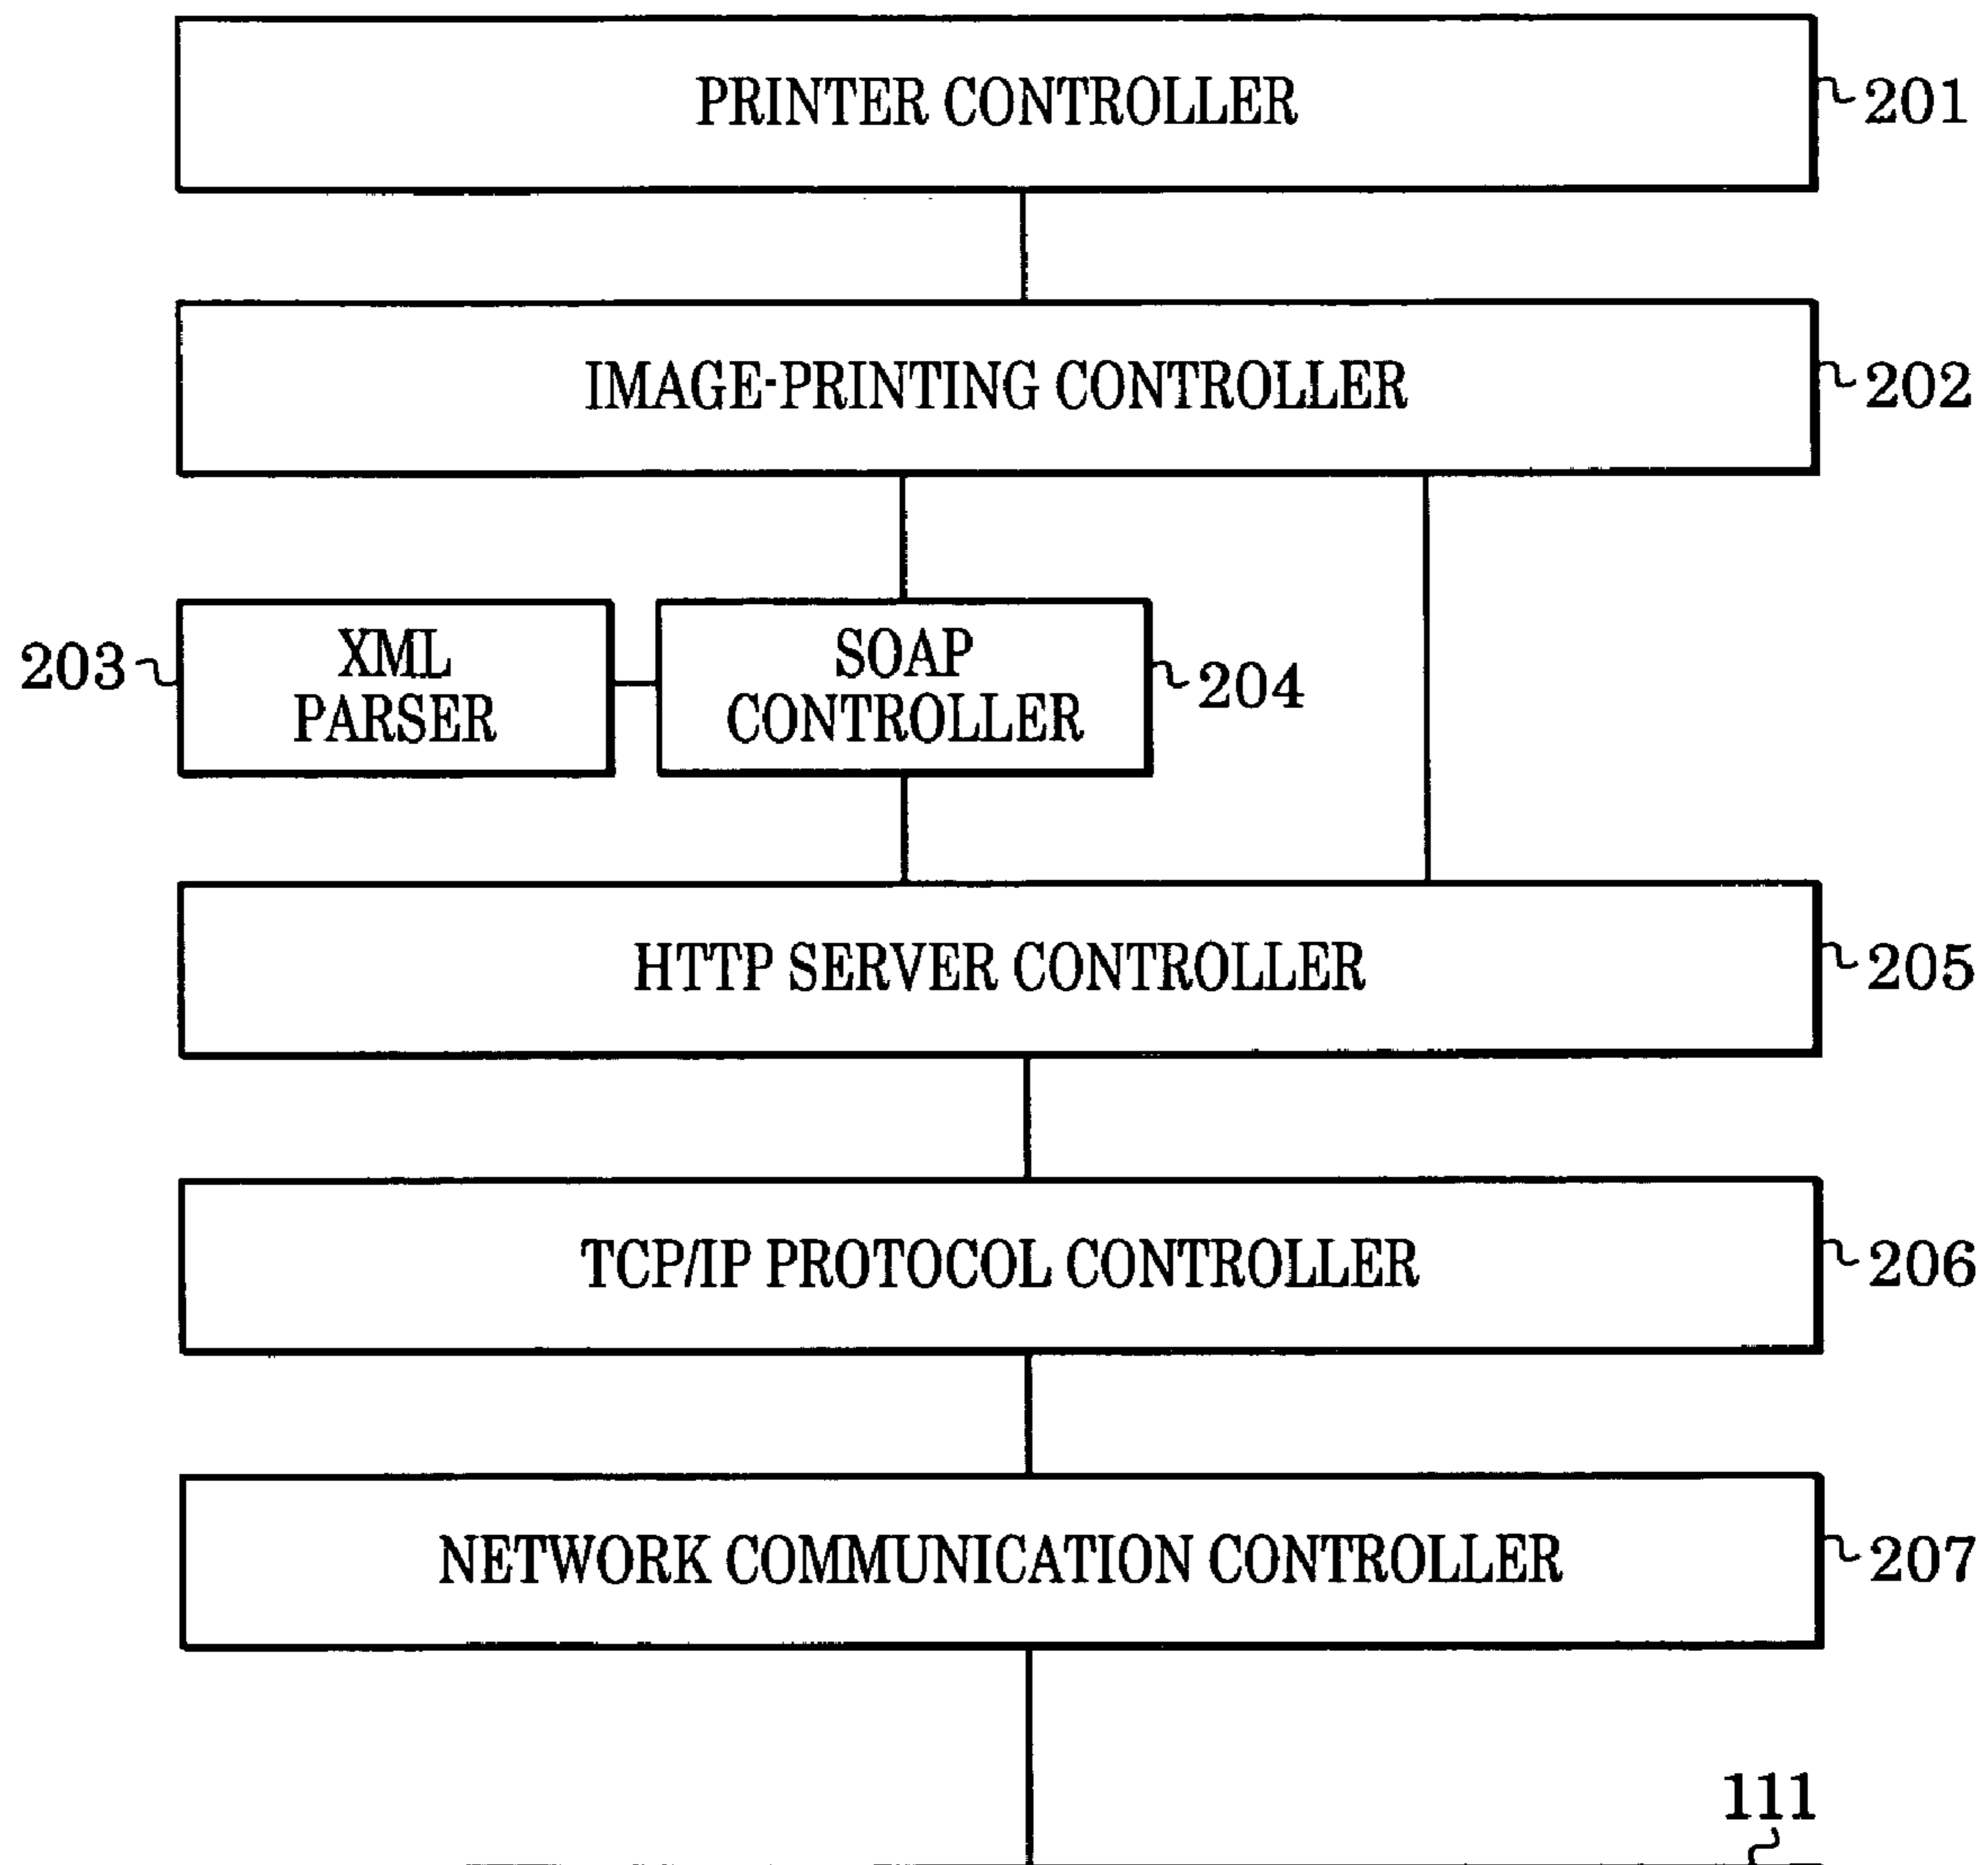 PRINTER CONTROLLER
201
IMAGE-PRINTING CONTROLLER
202
203
XML
PARSER
SOAP
CONTROLLER
204
HTTP SERVER CONTROLLER
205
TCP/IP PROTOCOL CONTROLLER
206
NETWORK COMMUNICATION CONTROLLER
207
111